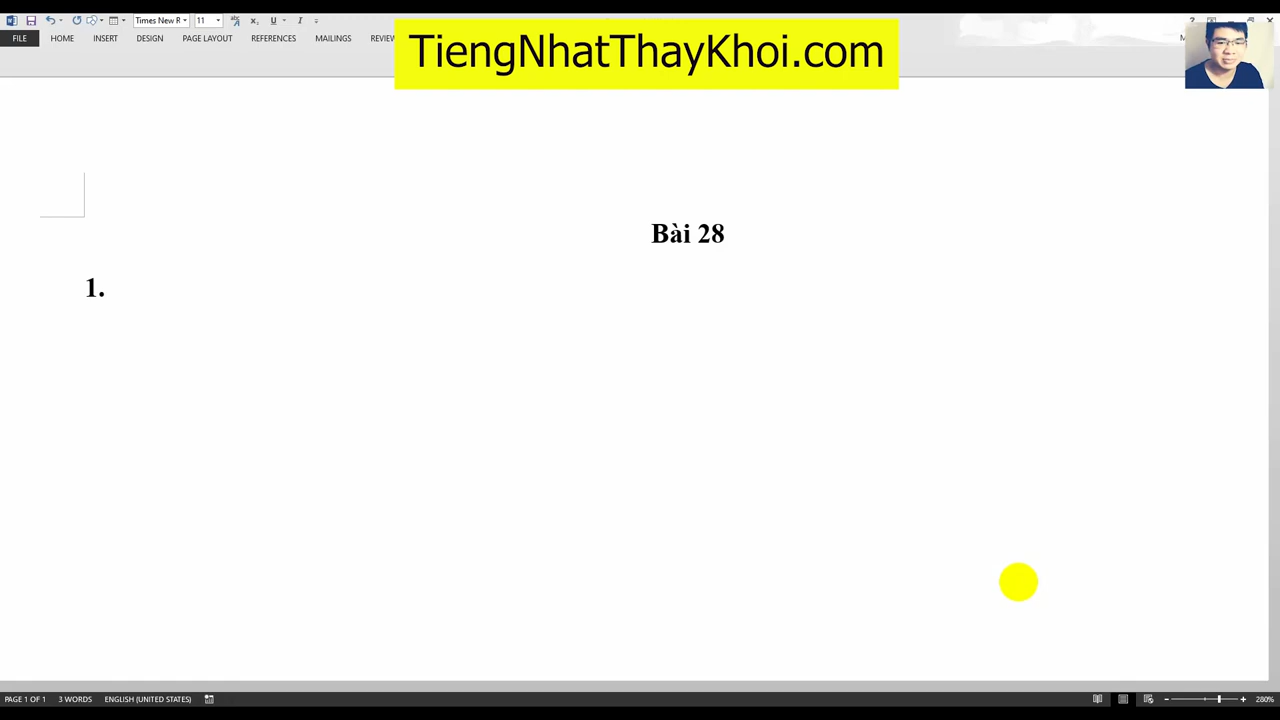 Times New R 11
FILE HOME INSERT DESIGN PAGE LAYOUT REFERENCES MAILINGS
TiengNhatThayKhoi.com
Bài 28
1.
PAGE 1 OF 1 3 WORDS ENGLISH (UNITED STATES) 280%